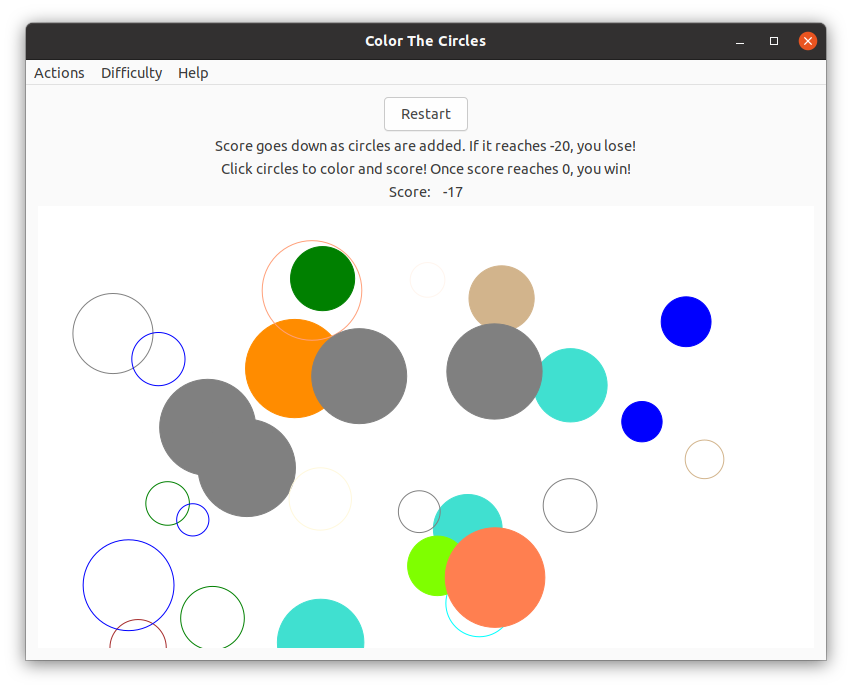 Color The Circles
Actions Difficulty Help
Restart
Score goes down as circles are added. If it reaches -20, you lose!
Click circles to color and score! Once score reaches 0, you win!
Score: -17